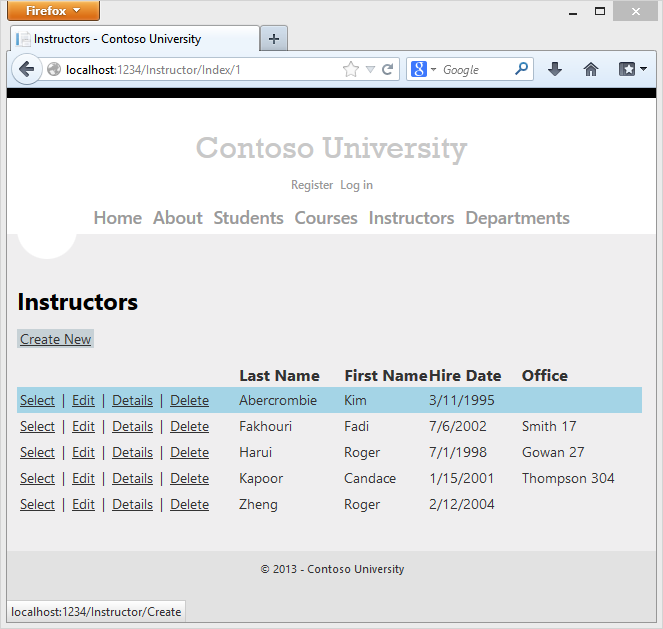 Firefox
Instructors - Contoso University
localhost:1234/Instructor/Index/1
Google
Contoso University
Register Log in
Home About Students Courses Instructors Departments
Instructors
Create New
Last Name First Name Hire Date Office
Select | Edit | Details | Delete Abercrombie Kim 3/11/1995
Select | Edit | Details | Delete Fakhouri Fadi 7/6/2002 Smith 17
Select | Edit | Details | Delete Harui Roger 7/1/1998 Gowan 27
Select | Edit | Details | Delete Kapoor Candace 1/15/2001 Thompson 304
Select | Edit | Details | Delete Zheng Roger 2/12/2004
© 2013 - Contoso University
localhost:1234/Instructor/Create